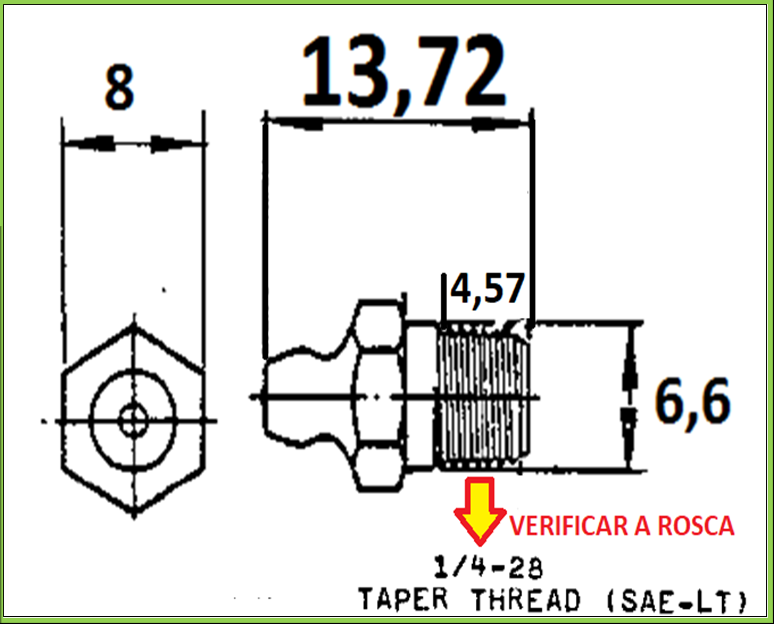 8
13,72
4,57
6,6
VERIFICAR A ROSCA
1/4-28
TAPER THREAD (SAE-LT)